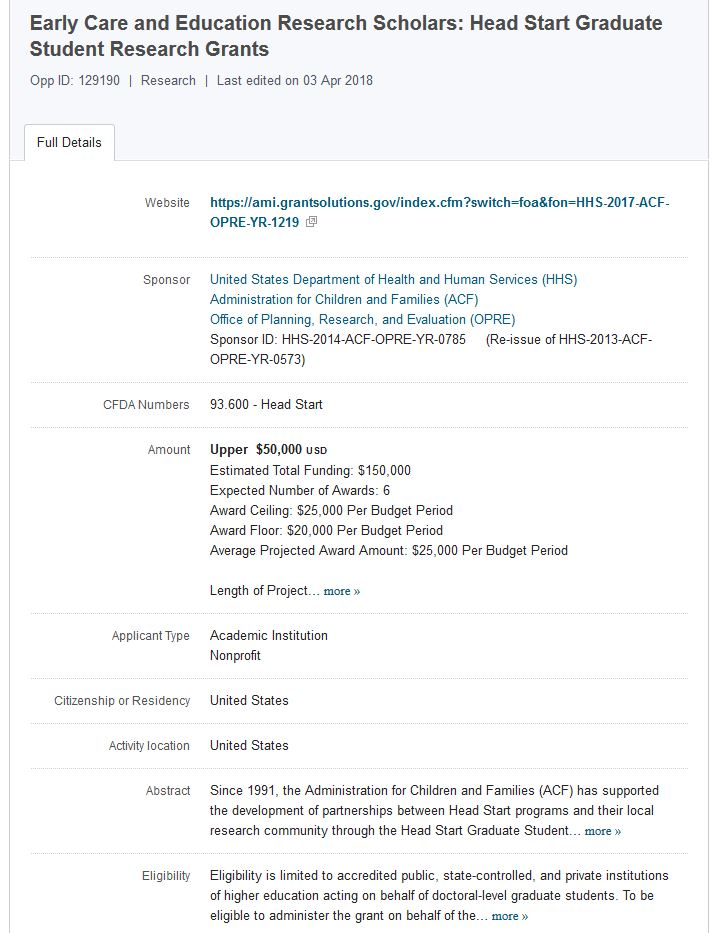 Early Care and Education Research Scholars: Head Start Graduate
Student Research Grants
Opp ID: 129190 | Research | Last edited on 03 Apr 2018
Full Details
Website
https://ami.grantsolutions.gov/index.cfm?switch=foa&fon=HHS-2017-ACF-
OPRE-YR-1219
Sponsor
United States Department of Health and Human Services (HHS)
Administration for Children and Families (ACF)
Office of Planning, Research, and Evaluation (OPRE)
Sponsor ID: HHS-2014-ACF-OPRE-YR-0785 (Re-issue of HHS-2013-ACF-
OPRE-YR-0573)
CFDA Numbers
93.600 - Head Start
Amount
Upper $50,000 USD
Estimated Total Funding: $150,000
Expected Number of Awards: 6
Award Ceiling: $25,000 Per Budget Period
Award Floor: $20,000 Per Budget Period
Average Projected Award Amount: $25,000 Per Budget Period
Length of Project... more »
Applicant Type
Academic Institution
Nonprofit
Citizenship or Residency
United States
Activity location
United States
Abstract
Since 1991, the Administration for Children and Families (ACF) has supported
the development of partnerships between Head Start programs and their local
research community through the Head Start Graduate Student... more »
Eligibility
Eligibility is limited to accredited public, state-controlled, and private institutions
of higher education acting on behalf of doctoral-level graduate students. To be
eligible to administer the grant on behalf of the... more »